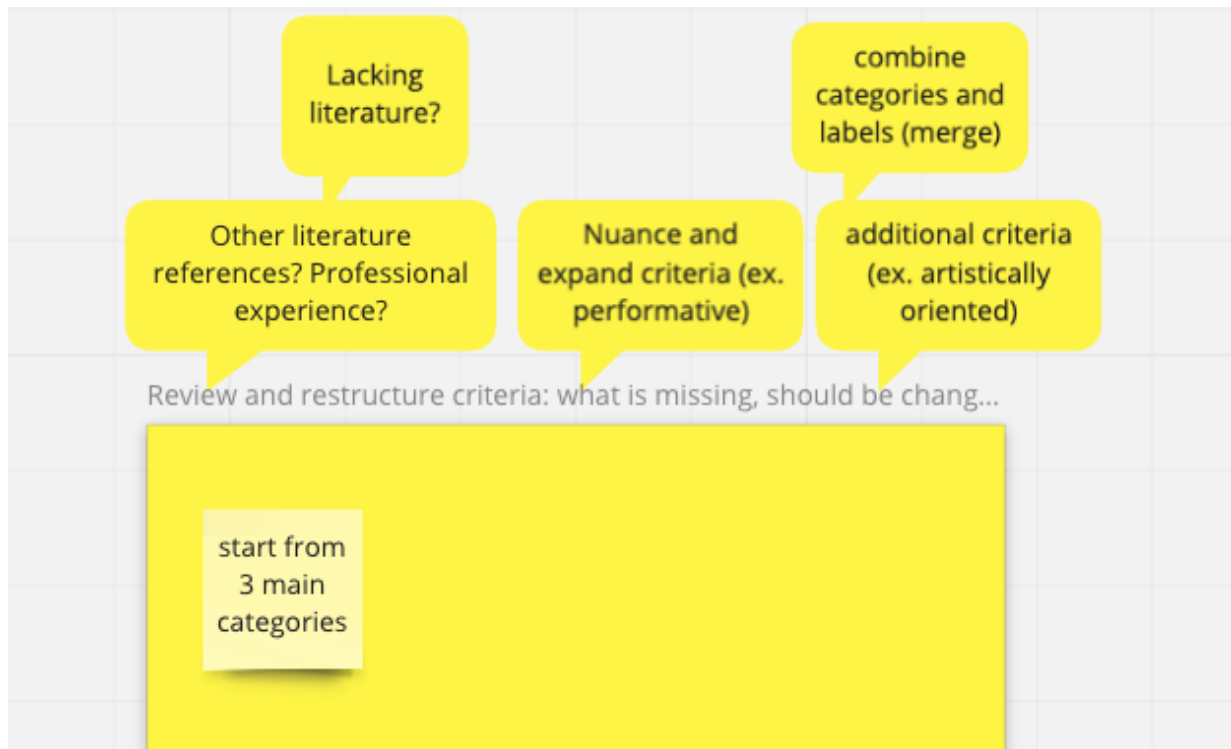 Lacking
literature?
combine
categories and
labels (merge)
Other literature
references? Professional
experience?
Nuance and
expand criteria (ex.
performative)
additional criteria
(ex. artistically
oriented)
Review and restructure criteria: what is missing, should be chang...
start from
3 main
categories